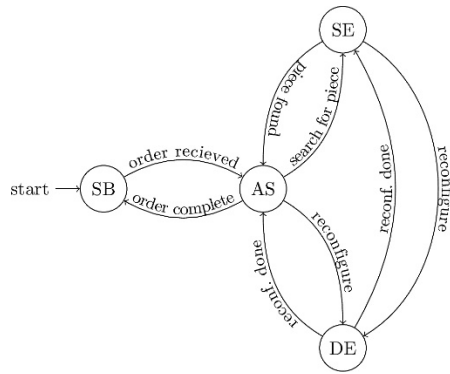 SE
piece found
search for piece
reconfigure
order recieved
start
SB
AS
order complete
reconf. done
reconfigure
reconf. done
DE